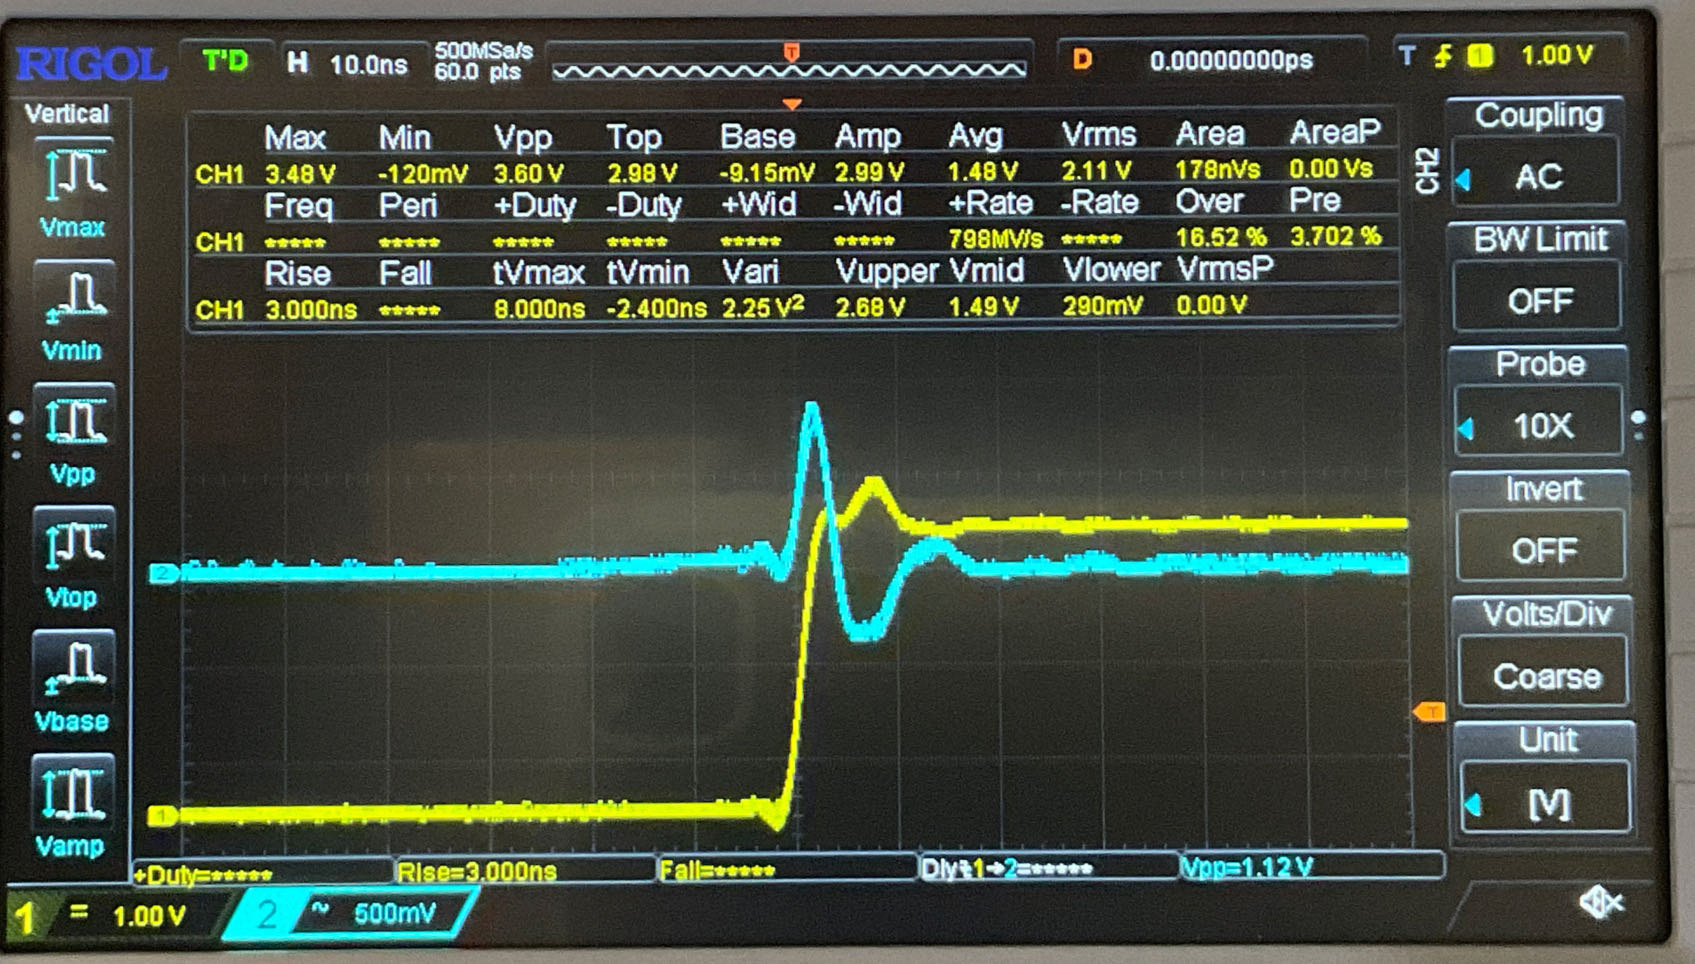 RIGOL T'D H 10.0ns 500MSa/s 60.0 pts T D 0.00000000ps T 1 1.00 V
Vertical
Vmax
Vmin
Vpp
Vtop
Vbase
Vamp
Max Min Vpp Top Base Amp Avg Vrms Area AreaP
CH1 3.48 V -120mV 3.60 V 2.98 V -9.15mV 2.99 V 1.48 V 2.11 V 178nVs 0.00 Vs
Freq Peri +Duty -Duty +Wid -Wid +Rate -Rate Over Pre
CH1 ***** ***** ***** ***** ***** ***** 798MV/s ***** 16.52 % 3.702 %
Rise Fall tVmax tVmin Vari Vupper Vmid Vlower VrmsP
CH1 3.000ns ***** 8.000ns -2.400ns 2.25 V² 2.68 V 1.49 V 290mV 0.00 V
2
1
T
CH2
Coupling
AC
BW Limit
OFF
Probe
10X
Invert
OFF
Volts/Div
Coarse
Unit
[V]
+Duty=***** Rise=3.000ns Fall=***** Dly1→2=***** Vpp=1.12 V
1 = 1.00 V 2 ~ 500mV